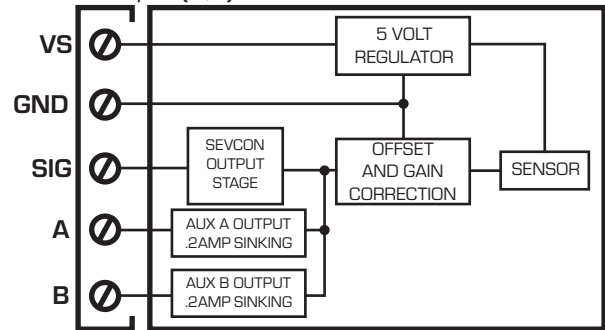 VS
5 VOLT
REGULATOR
GND
SIG
SEVCON
OUTPUT
STAGE
OFFSET
AND GAIN
CORRECTION
SENSOR
A
AUX A OUTPUT
.2AMP SINKING
B
AUX B OUTPUT
.2AMP SINKING